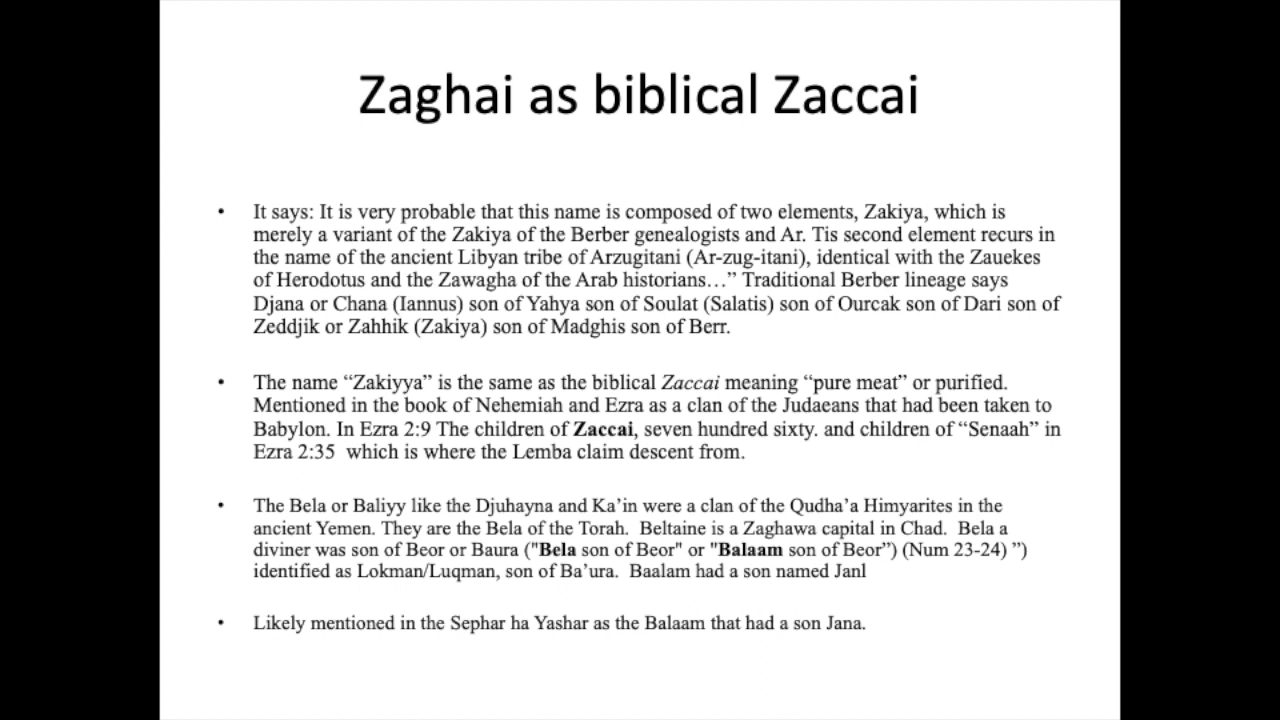 Zaghai as biblical Zaccai
• It says: It is very probable that this name is composed of two elements, Zakiya, which is
merely a variant of the Zakiya of the Berber genealogists and Ar. Tis second element recurs in
the name of the ancient Libyan tribe of Arzugitani (Ar-zug-itani), identical with the Zauekes
of Herodotus and the Zawagha of the Arab historians…” Traditional Berber lineage says
Djana or Chana (Iannus) son of Yahya son of Soulat (Salatis) son of Ourcak son of Dari son of
Zeddjik or Zahhik (Zakiya) son of Madghis son of Berr.
• The name “Zakiyya” is the same as the biblical Zaccai meaning “pure meat” or purified.
Mentioned in the book of Nehemiah and Ezra as a clan of the Judaeans that had been taken to
Babylon. In Ezra 2:9 The children of Zaccai, seven hundred sixty. and children of “Senaah” in
Ezra 2:35 which is where the Lemba claim descent from.
• The Bela or Baliyy like the Djuhayna and Ka’in were a clan of the Qudha’a Himyarites in the
ancient Yemen. They are the Bela of the Torah. Beltaine is a Zaghawa capital in Chad. Bela a
diviner was son of Beor or Baura ("Bela son of Beor" or "Balaam son of Beor”) (Num 23-24) ”)
identified as Lokman/Luqman, son of Ba’ura. Baalam had a son named Janl
• Likely mentioned in the Sephar ha Yashar as the Balaam that had a son Jana.